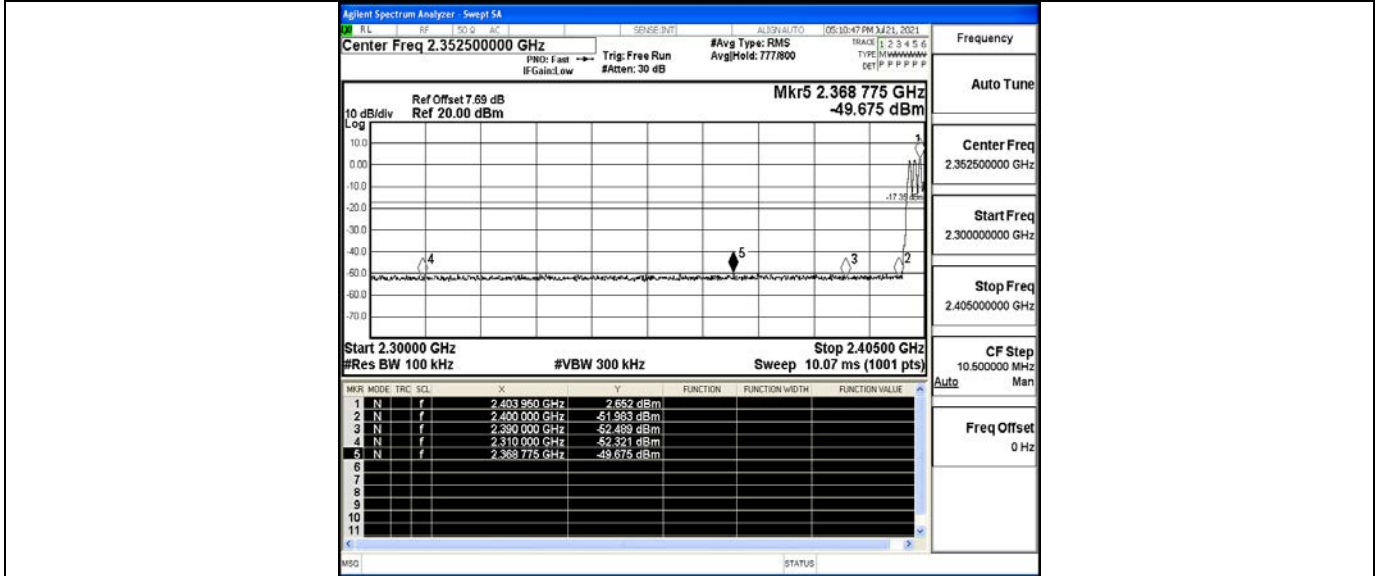 Agilent Spectrum Analyzer - Swept SA
RL RF 50 Ω AC SENSE:INT ALIGN AUTO 05:10:47 PM Jul 21, 2021
Center Freq 2.352500000 GHz
PNO: Fast
IFGain:Low
Trig: Free Run
#Atten: 30 dB
#Avg Type: RMS
Avg|Hold: 777/800
TRACE 1 2 3 4 5 6
TYPE M
DET P P P P P P
Ref Offset 7.69 dB
Ref 20.00 dBm
10 dB/div
Log
Mkr5 2.368 775 GHz
-49.675 dBm
10.0
0.00
-10.0
-20.0
-30.0
-40.0
-50.0
-60.0
-70.0
1
4
5
3
2
Start 2.30000 GHz
Stop 2.40500 GHz
#Res BW 100 kHz #VBW 300 kHz Sweep 10.07 ms (1001 pts)
MKR MODE TRC SCL X Y FUNCTION FUNCTION WIDTH FUNCTION VALUE
1 N f 2.403 950 GHz 2.652 dBm
2 N f 2.400 000 GHz -51.983 dBm
3 N f 2.390 000 GHz -52.489 dBm
4 N f 2.310 000 GHz -52.321 dBm
5 N f 2.368 775 GHz -49.675 dBm
6
7
8
9
10
11
MSG STATUS
Frequency
Auto Tune
Center Freq
2.352500000 GHz
Start Freq
2.300000000 GHz
Stop Freq
2.405000000 GHz
CF Step
10.500000 MHz
Auto Man
Freq Offset
0 Hz